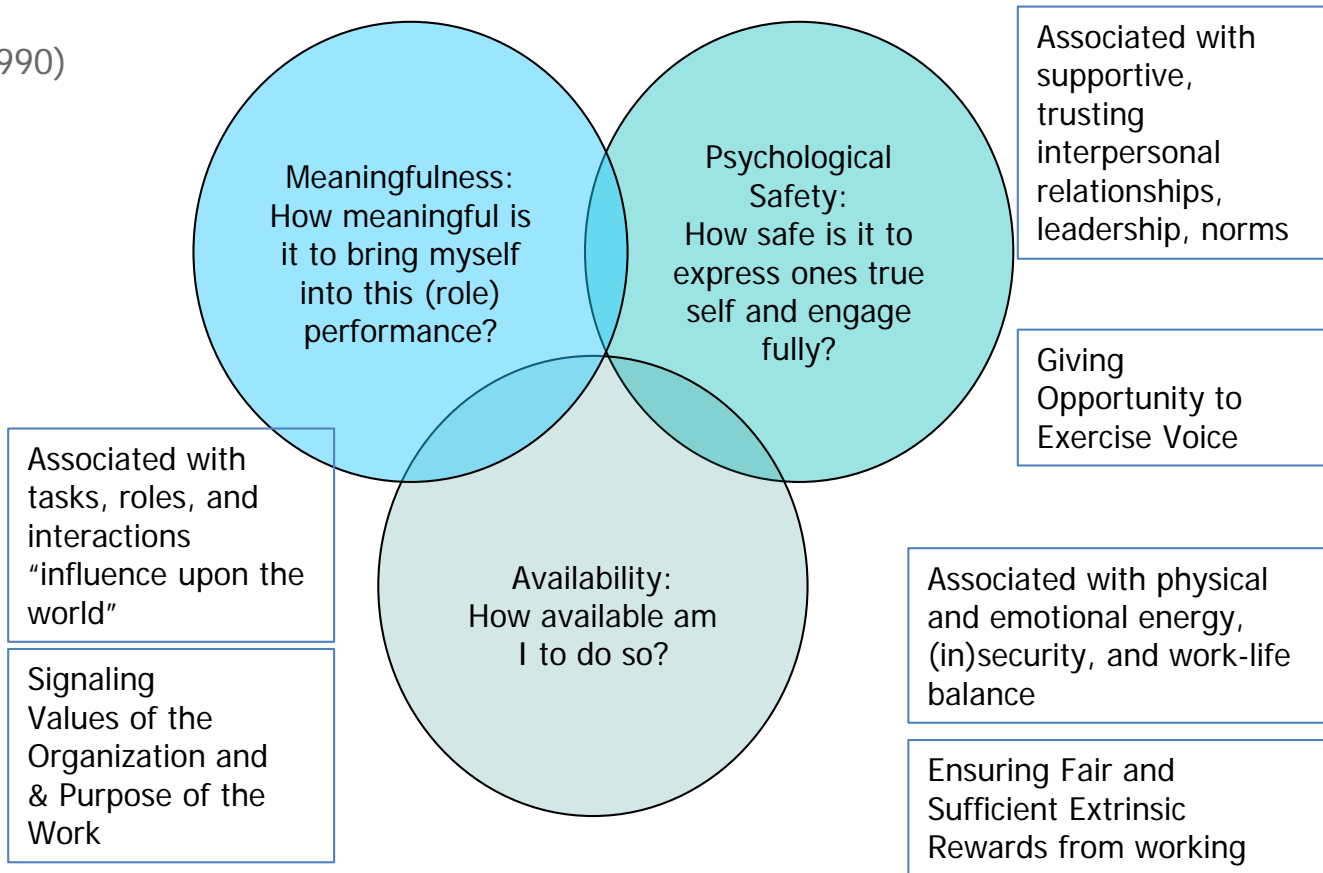 990)
Meaningfulness:
How meaningful is
it to bring myself
into this (role)
performance?
Psychological
Safety:
How safe is it to
express ones true
self and engage
fully?
Availability:
How available am
I to do so?
Associated with
supportive,
trusting
interpersonal
relationships,
leadership, norms
Giving
Opportunity to
Exercise Voice
Associated with
tasks, roles, and
interactions
“influence upon the
world”
Signaling
Values of the
Organization and
& Purpose of the
Work
Associated with physical
and emotional energy,
(in)security, and work-life
balance
Ensuring Fair and
Sufficient Extrinsic
Rewards from working